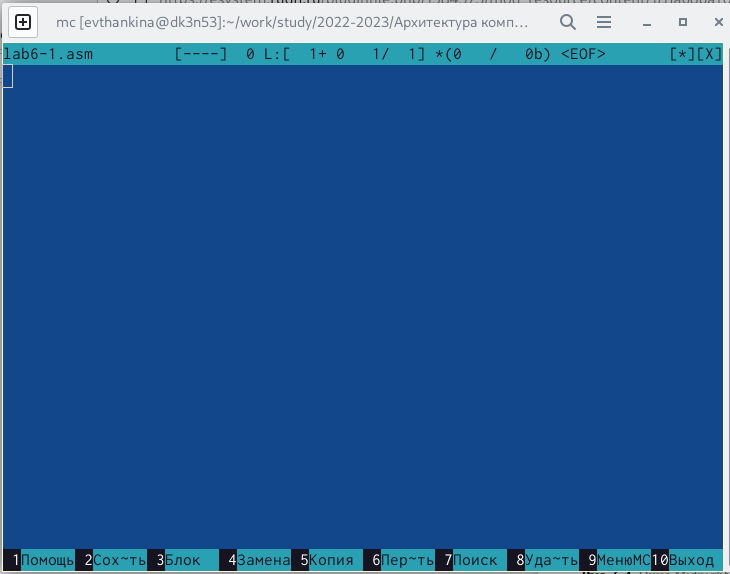 mc [evthankina@dk3n53]:~/work/study/2022-2023/Архитектура комп…
lab6-1.asm [----] 0 L:[ 1+ 0 1/ 1] *(0 / 0b) <EOF> [*][X]
1Помощь 2Сох~ть 3Блок 4Замена 5Копия 6Пер~ть 7Поиск 8Уда~ть 9МенюMC 10Выход